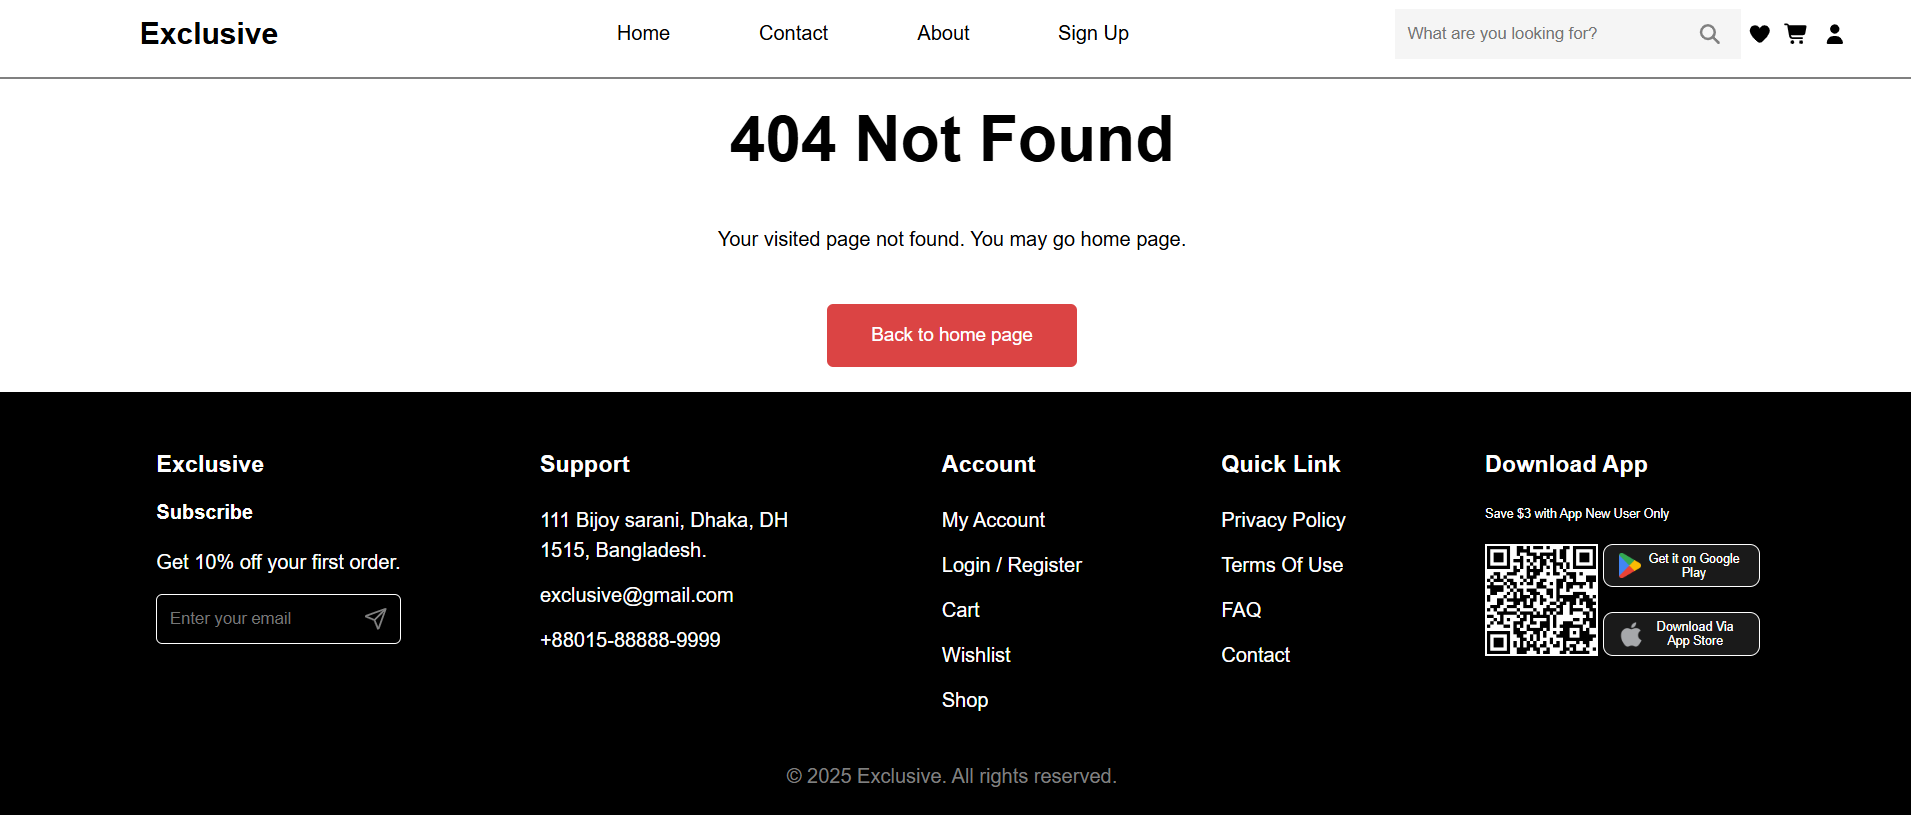 Exclusive
Home
Contact
About
Sign Up
What are you looking for?
404 Not Found
Your visited page not found. You may go home page.
Back to home page
Exclusive
Subscribe
Get 10% off your first order.
Enter your email
Support
111 Bijoy sarani, Dhaka, DH
1515, Bangladesh.
exclusive@gmail.com
+88015-88888-9999
Account
My Account
Login / Register
Cart
Wishlist
Shop
Quick Link
Privacy Policy
Terms Of Use
FAQ
Contact
Download App
Save $3 with App New User Only
Get it on Google
Play
Download Via
App Store
© 2025 Exclusive. All rights reserved.